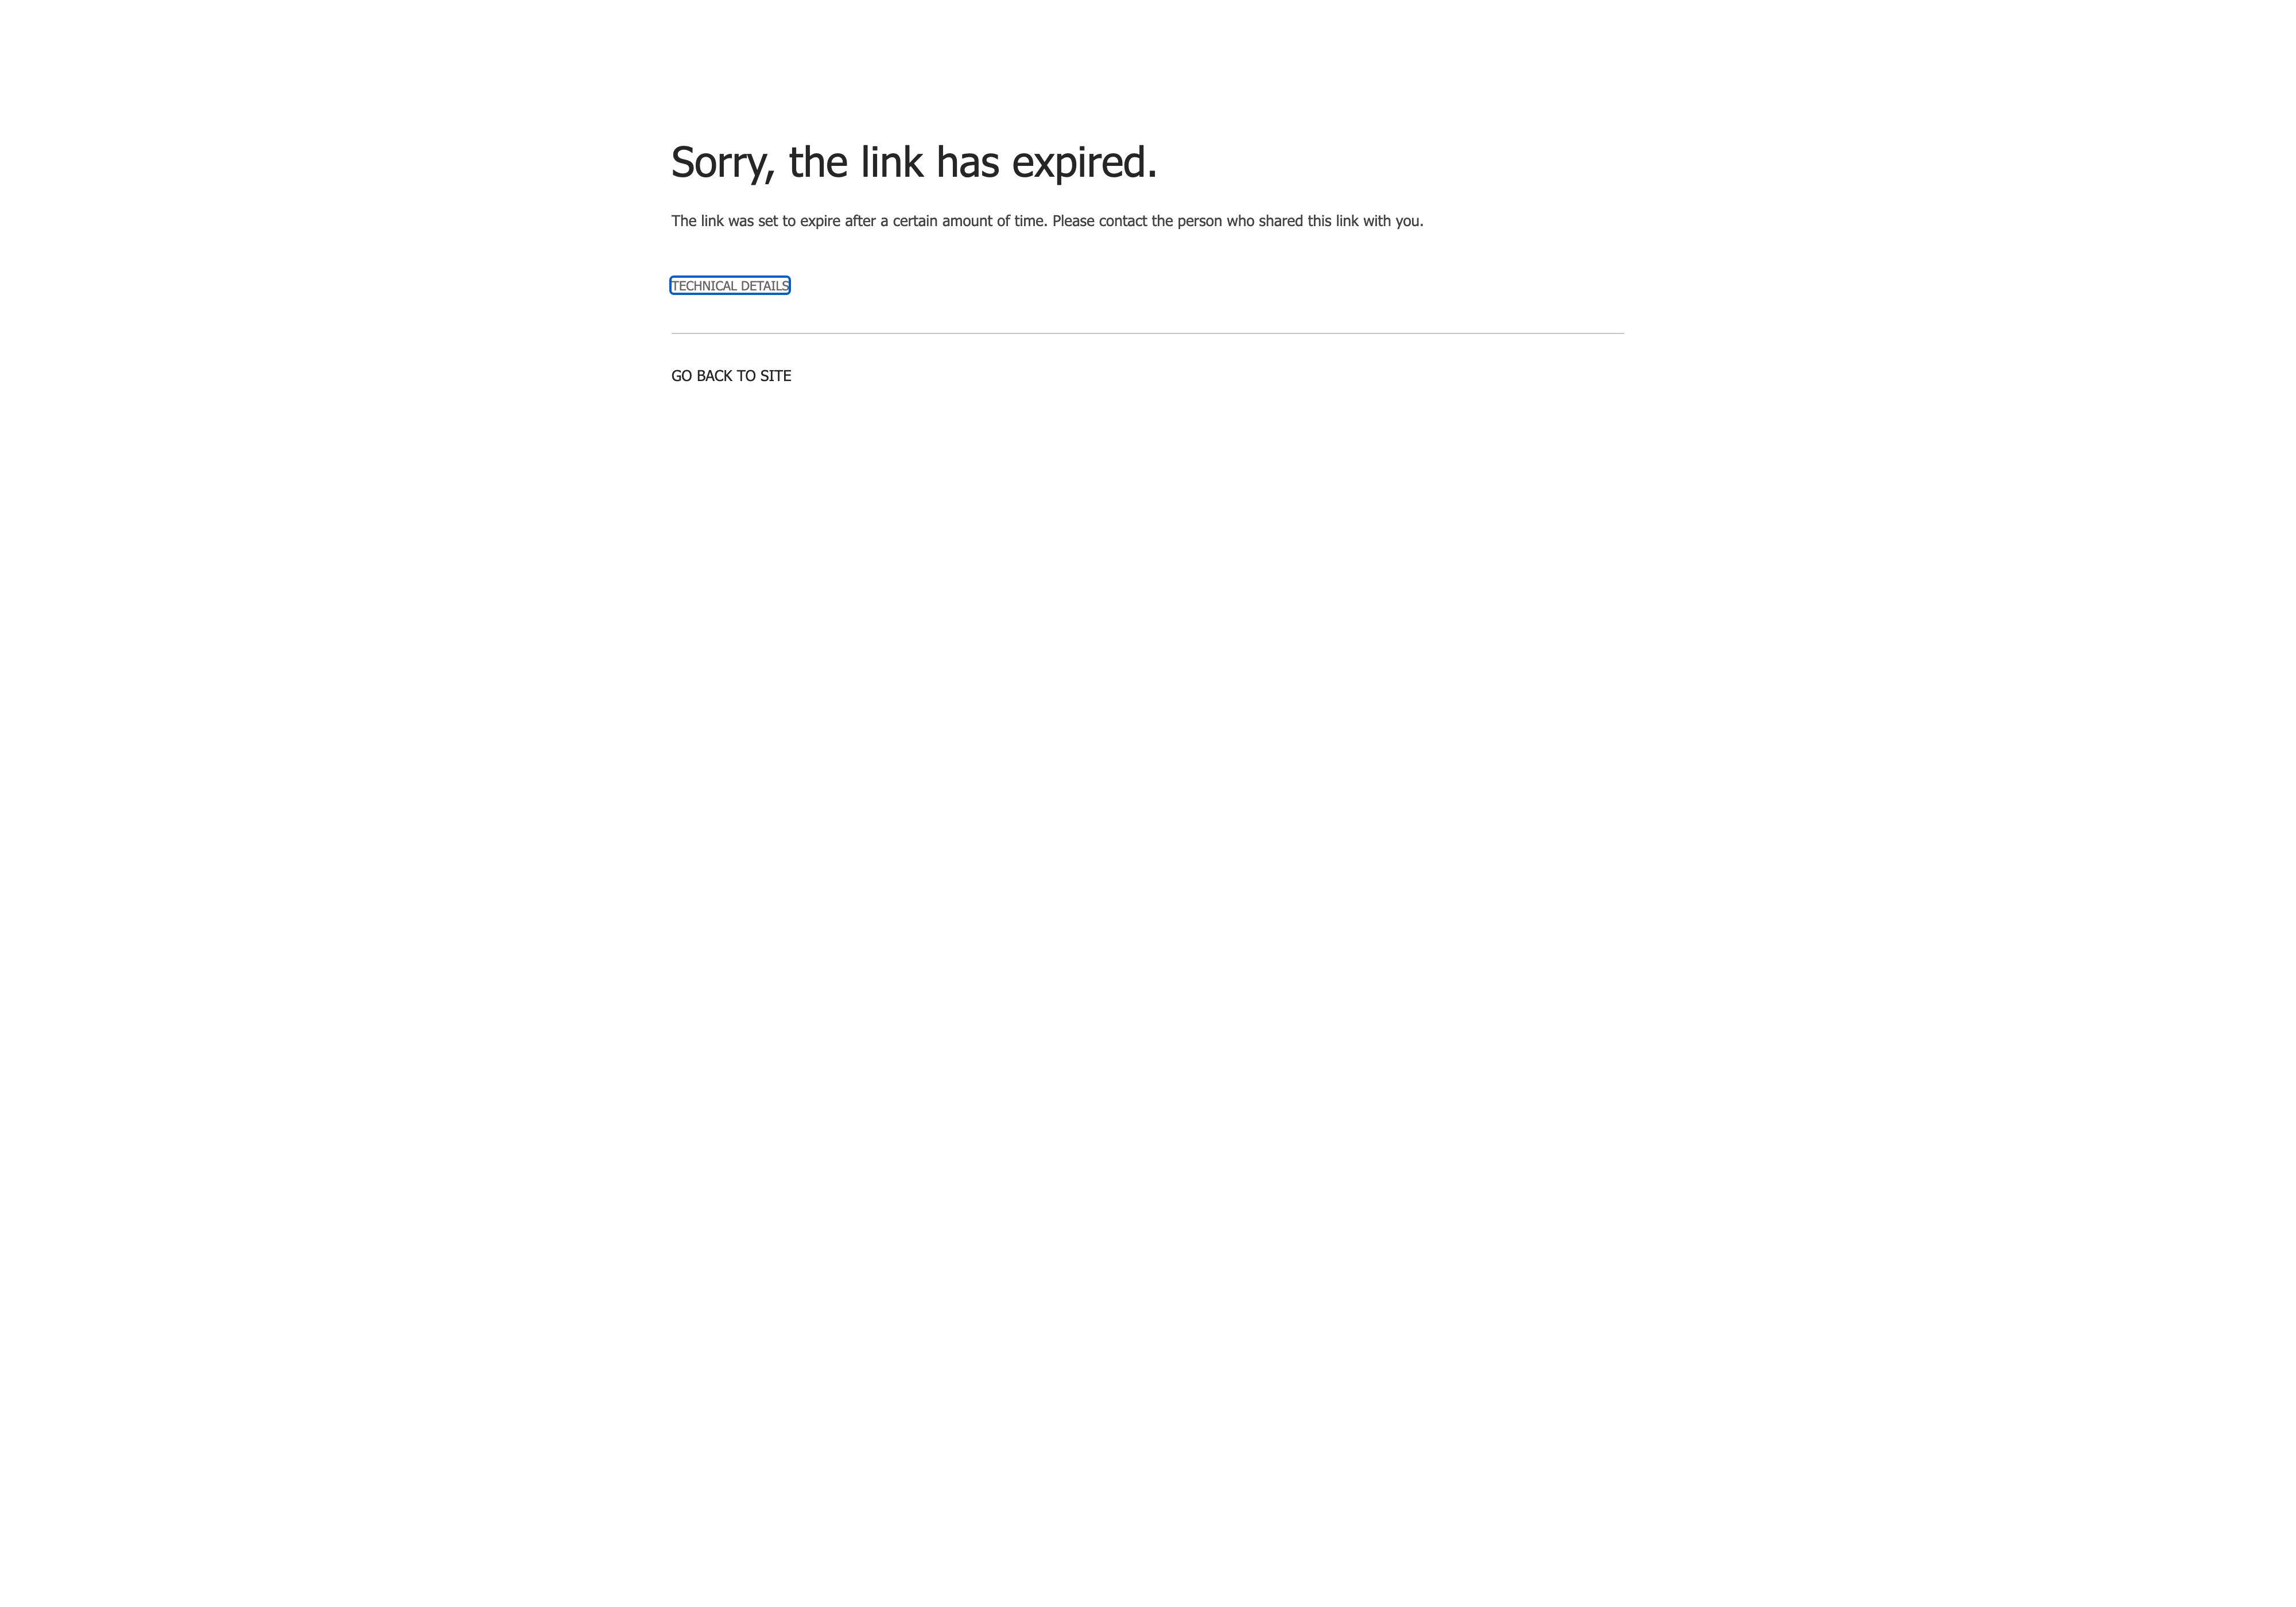 Sorry, the link has expired.
The link was set to expire after a certain amount of time. Please contact the person who shared this link with you.
TECHNICAL DETAILS
GO BACK TO SITE